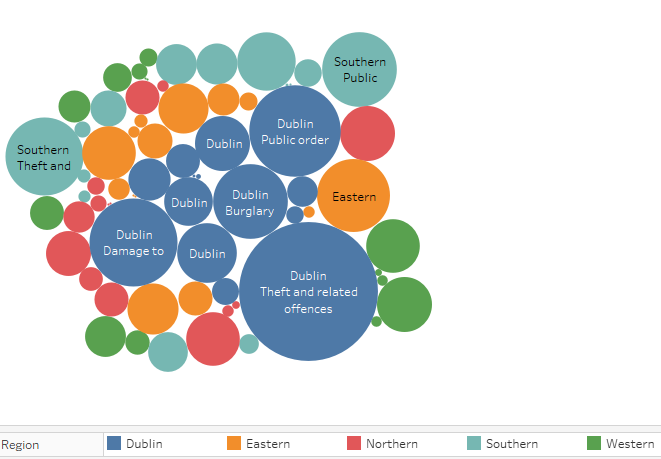 Southern
Public
Dublin
Public order
Dublin
Southern
Theft and
Dublin
Burglary
Eastern
Dublin
Dublin
Damage to
Dublin
Dublin
Theft and related
offences
Region
Dublin
Eastern
Northern
Southern
Western